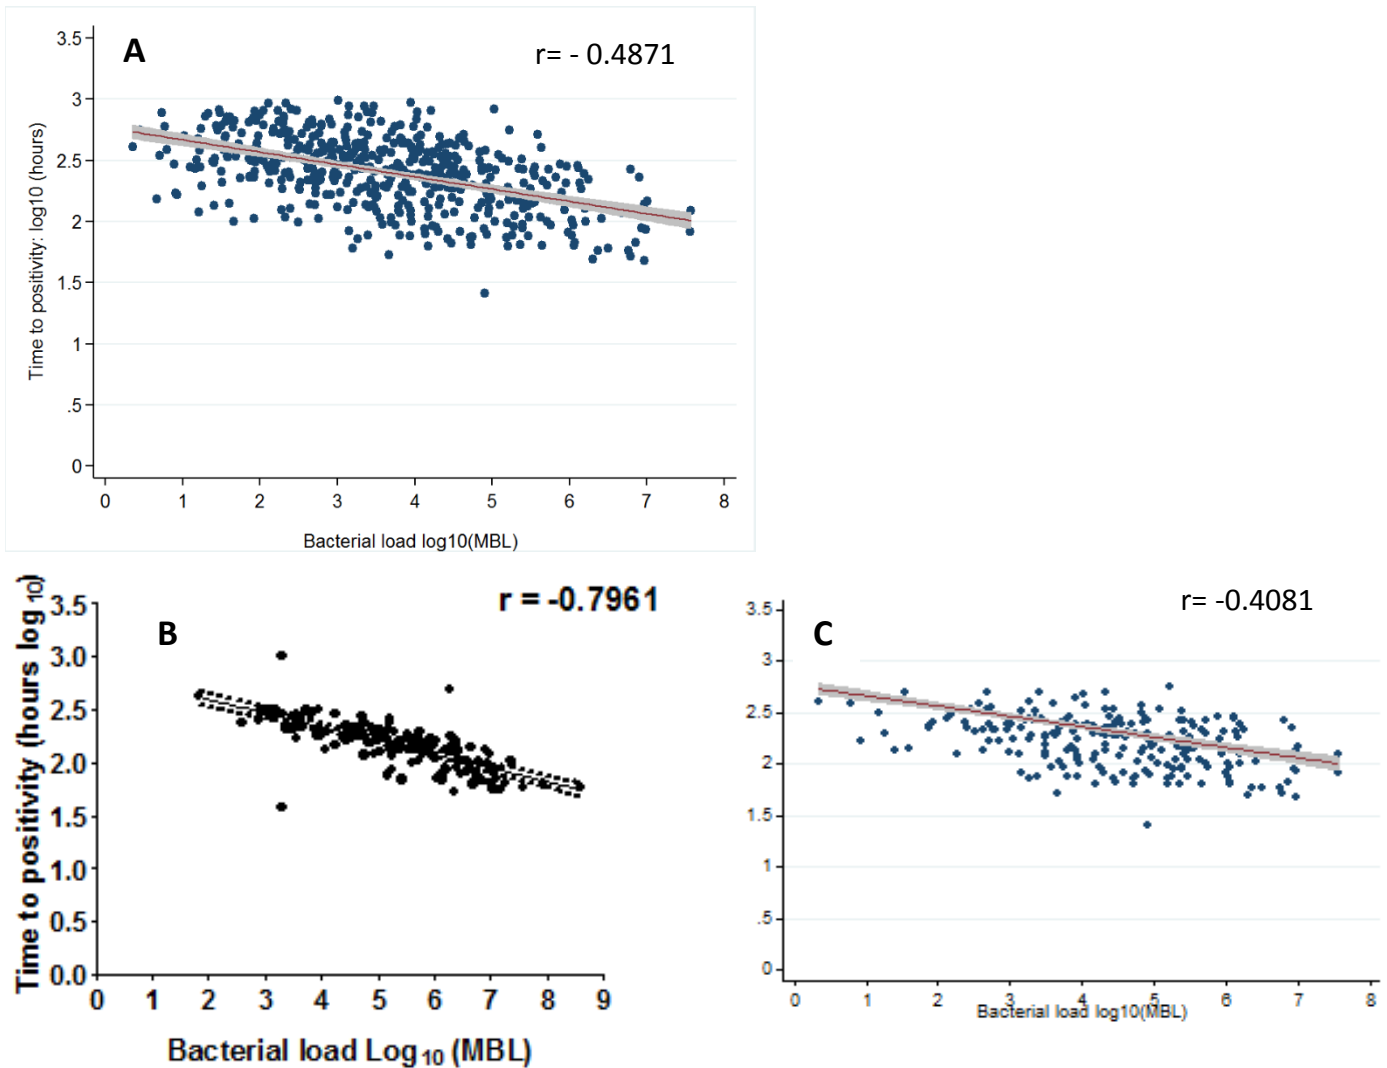 A
r= - 0.4871
Time to positivity: log10 (hours)
3.5
3
2.5
2
1.5
1
.5
0
0 1 2 3 4 5 6 7 8
Bacterial load log10(MBL)
B
r = -0.7961
Time to positivity (hours log 10)
3.5
3.0
2.5
2.0
1.5
1.0
0.5
0.0
0 1 2 3 4 5 6 7 8 9
Bacterial load Log10 (MBL)
C
r= -0.4081
3.5
3
2.5
2
1.5
1
.5
0
0 1 2 3 4 5 6 7 8
Bacterial load log10(MBL)